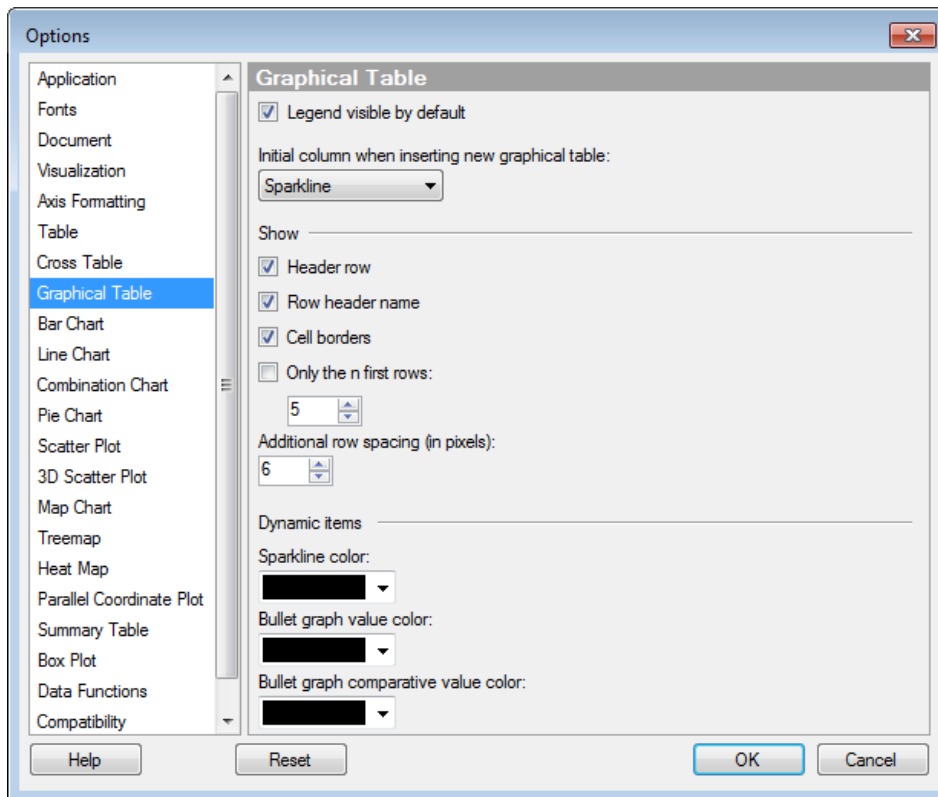 Options
Application
Fonts
Document
Visualization
Axis Formatting
Table
Cross Table
Graphical Table
Bar Chart
Line Chart
Combination Chart
Pie Chart
Scatter Plot
3D Scatter Plot
Map Chart
Treemap
Heat Map
Parallel Coordinate Plot
Summary Table
Box Plot
Data Functions
Compatibility
Graphical Table
Legend visible by default
Initial column when inserting new graphical table:
Sparkline
Show
Header row
Row header name
Cell borders
Only the n first rows:
5
Additional row spacing (in pixels):
6
Dynamic items
Sparkline color:
Bullet graph value color:
Bullet graph comparative value color:
Help
Reset
OK
Cancel